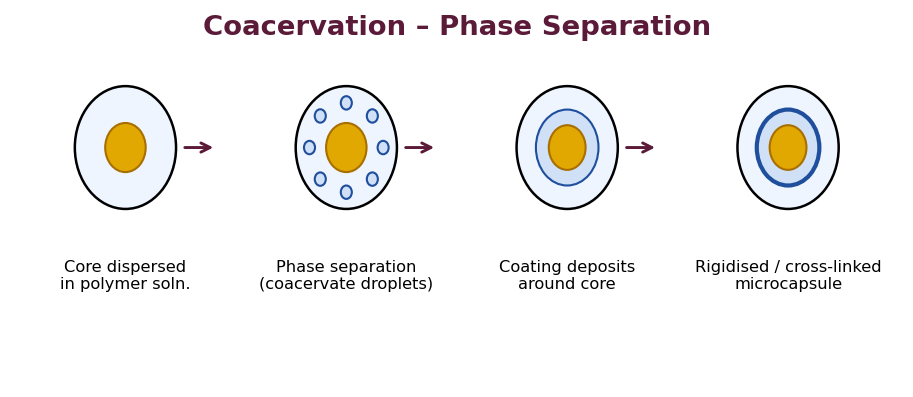 Coacervation – Phase Separation
Core dispersed
in polymer soln.
Phase separation
(coacervate droplets)
Coating deposits
around core
Rigidised / cross-linked
microcapsule